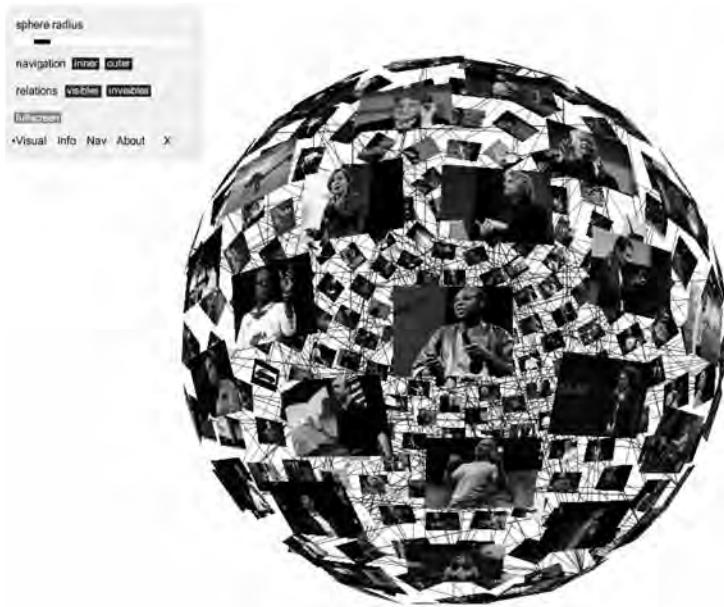 sphere radius
navigation inner outer
relations visibles invisibles
fullscreen
•Visual Info Nav About X